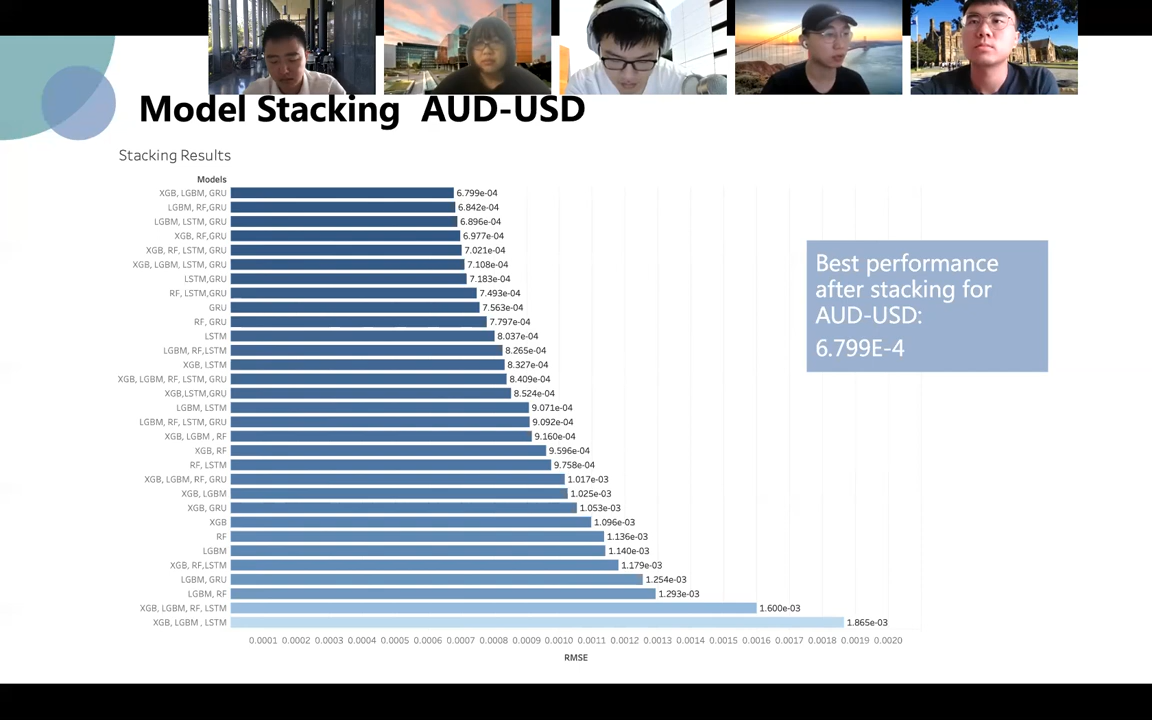 Model Stacking AUD-USD
Stacking Results
Models
XGB, LGBM, GRU 6.799e-04
LGBM, RF,GRU 6.842e-04
LGBM, LSTM, GRU 6.896e-04
XGB, RF,GRU 6.977e-04
XGB, RF, LSTM, GRU 7.021e-04
XGB, LGBM, LSTM, GRU 7.108e-04
LSTM,GRU 7.183e-04
RF, LSTM,GRU 7.493e-04
GRU 7.563e-04
RF, GRU 7.797e-04
LSTM 8.037e-04
LGBM, RF,LSTM 8.265e-04
XGB, LSTM 8.327e-04
XGB, LGBM, RF, LSTM, GRU 8.409e-04
XGB,LSTM,GRU 8.524e-04
LGBM, LSTM 9.071e-04
LGBM, RF, LSTM, GRU 9.092e-04
XGB, LGBM , RF 9.160e-04
XGB, RF 9.596e-04
RF, LSTM 9.758e-04
XGB, LGBM, RF, GRU 1.017e-03
XGB, LGBM 1.025e-03
XGB, GRU 1.053e-03
XGB 1.096e-03
RF 1.136e-03
LGBM 1.140e-03
XGB, RF,LSTM 1.179e-03
LGBM, GRU 1.254e-03
LGBM, RF 1.293e-03
XGB, LGBM, RF, LSTM 1.600e-03
XGB, LGBM , LSTM 1.865e-03
0.0001 0.0002 0.0003 0.0004 0.0005 0.0006 0.0007 0.0008 0.0009 0.0010 0.0011 0.0012 0.0013 0.0014 0.0015 0.0016 0.0017 0.0018 0.0019 0.0020
RMSE
Best performance
after stacking for
AUD-USD:
6.799E-4